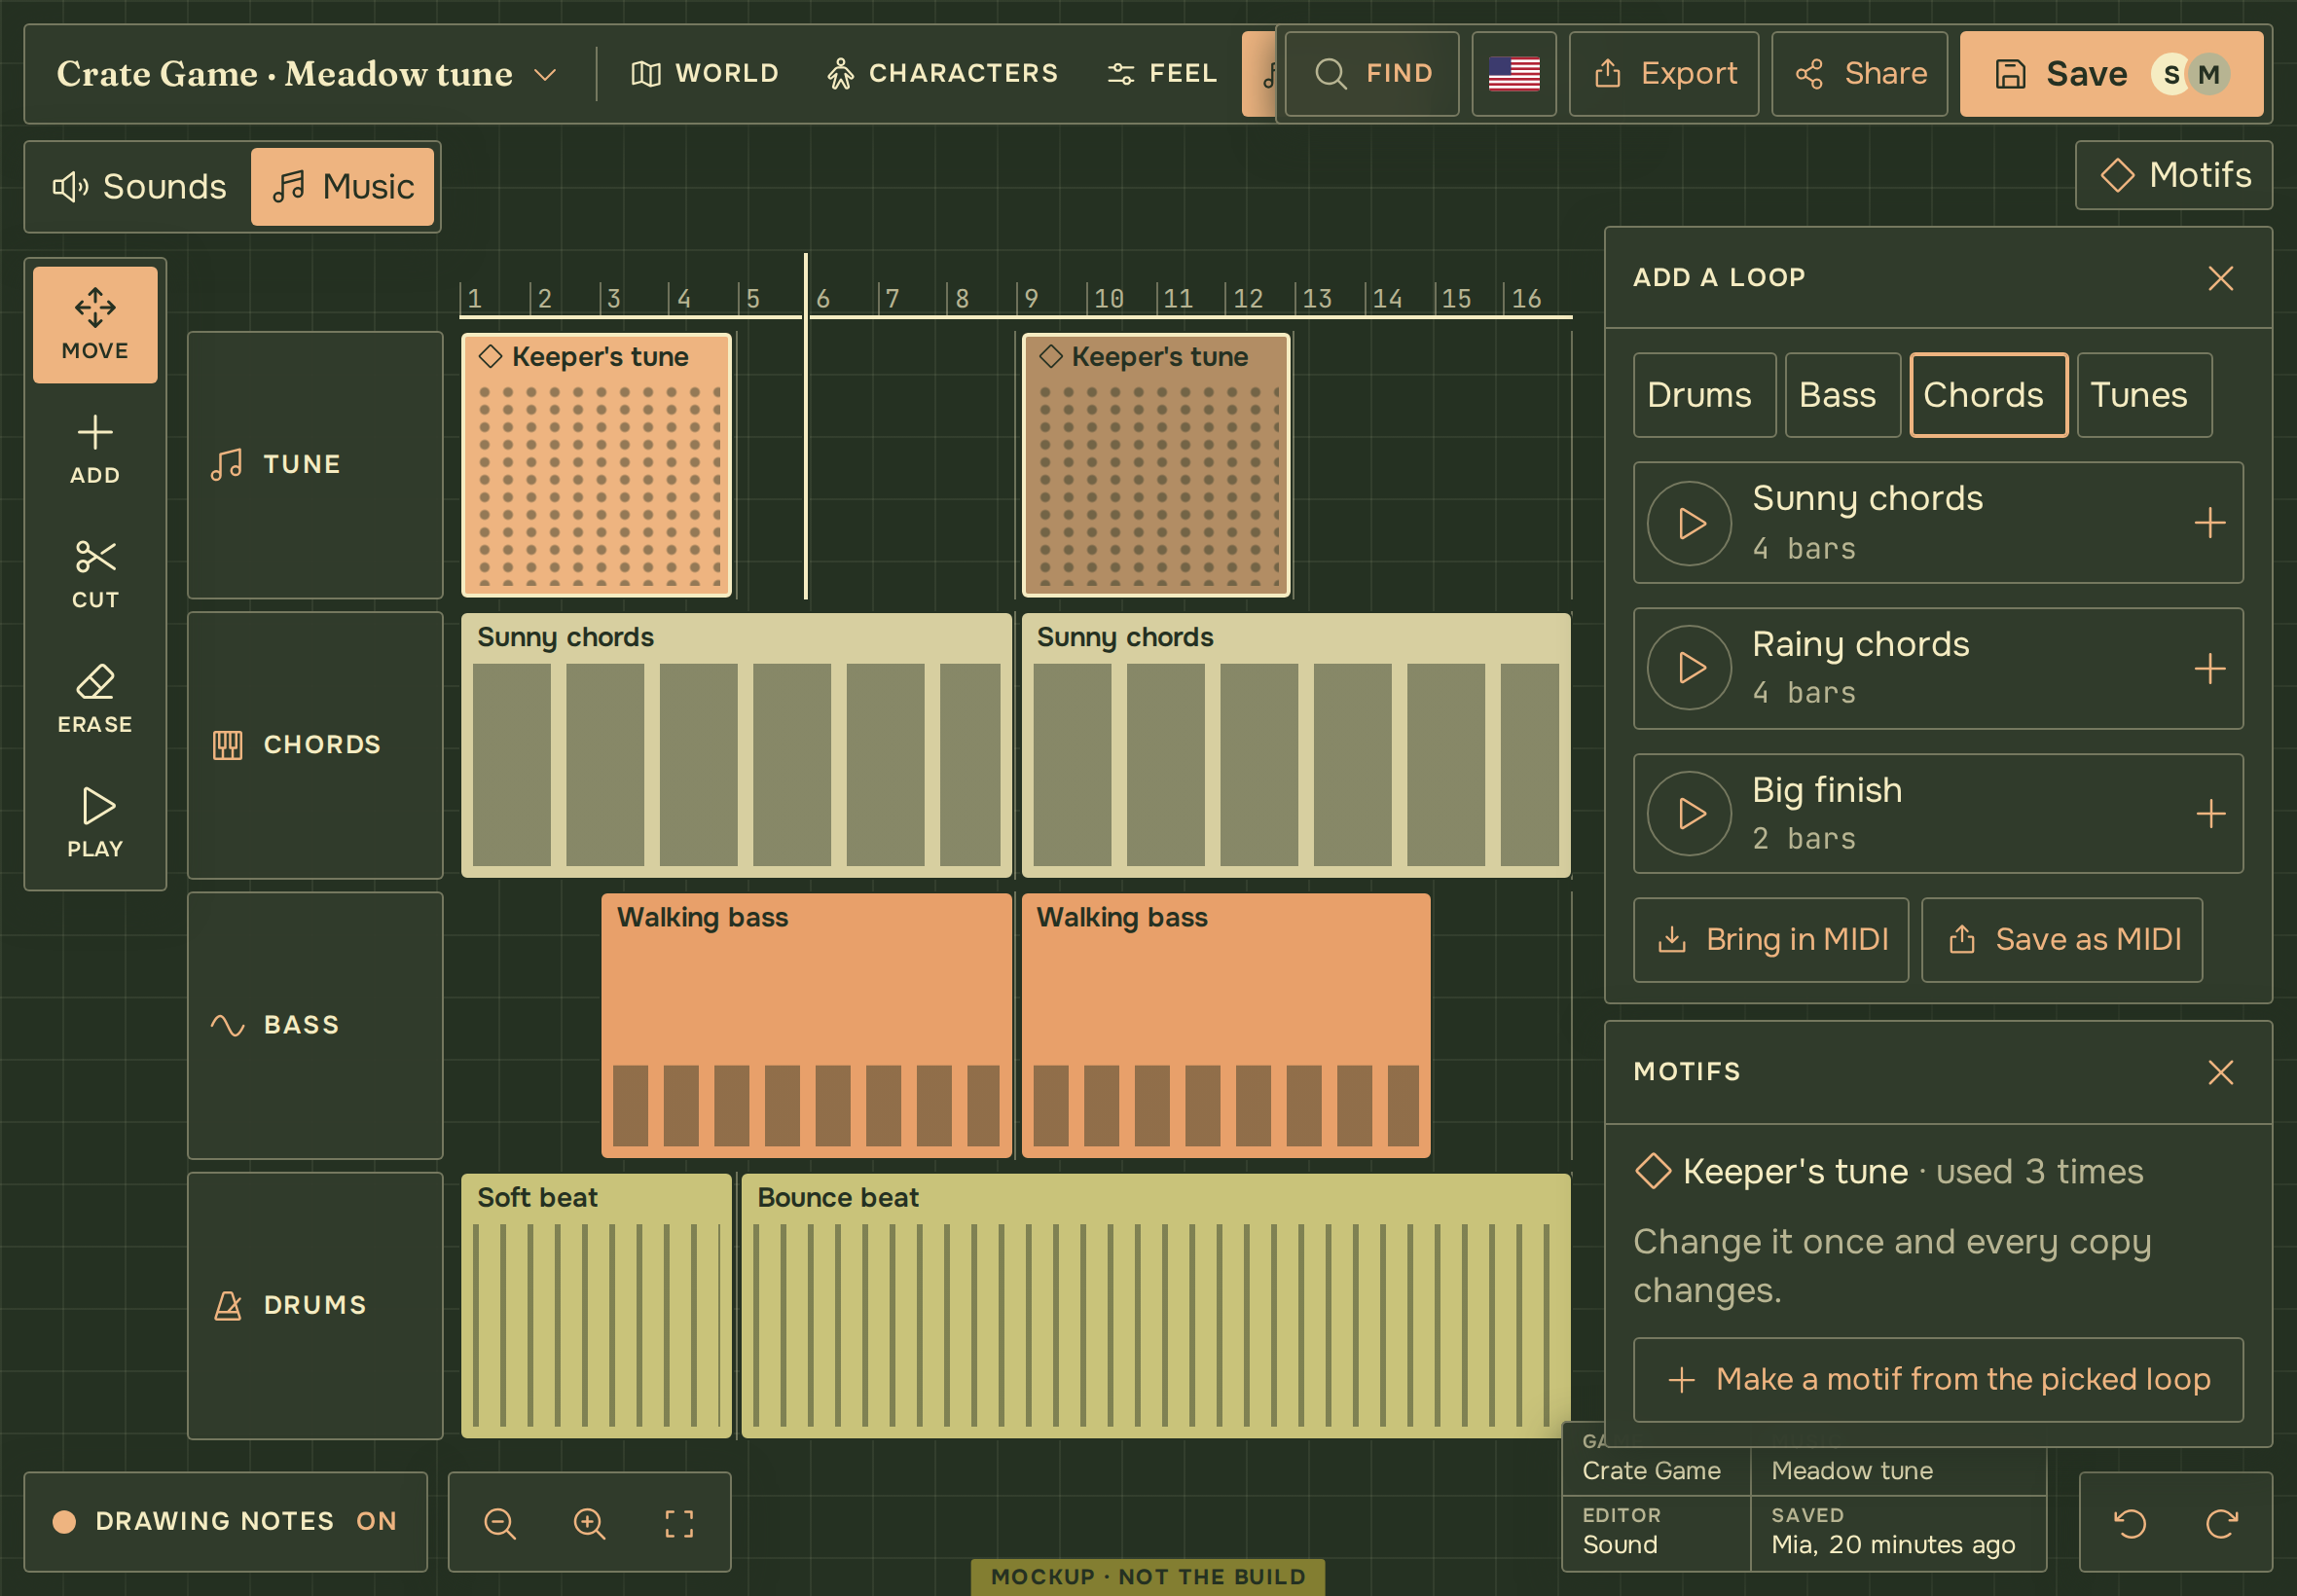 Crate Game · Meadow tune
WORLD
CHARACTERS
FEEL
FIND
Export
Share
Save
S
M
Sounds
Music
Motifs
MOVE
ADD
CUT
ERASE
PLAY
1 2 3 4 5 6 7 8 9 10 11 12 13 14 15 16
TUNE
Keeper's tune
Keeper's tune
CHORDS
Sunny chords
Sunny chords
BASS
Walking bass
Walking bass
DRUMS
Soft beat
Bounce beat
ADD A LOOP
Drums
Bass
Chords
Tunes
Sunny chords
4 bars
Rainy chords
4 bars
Big finish
2 bars
Bring in MIDI
Save as MIDI
MOTIFS
Keeper's tune · used 3 times
Change it once and every copy
changes.
Make a motif from the picked loop
DRAWING NOTES ON
Crate Game
Meadow tune
EDITOR
Sound
SAVED
Mia, 20 minutes ago
MOCKUP · NOT THE BUILD